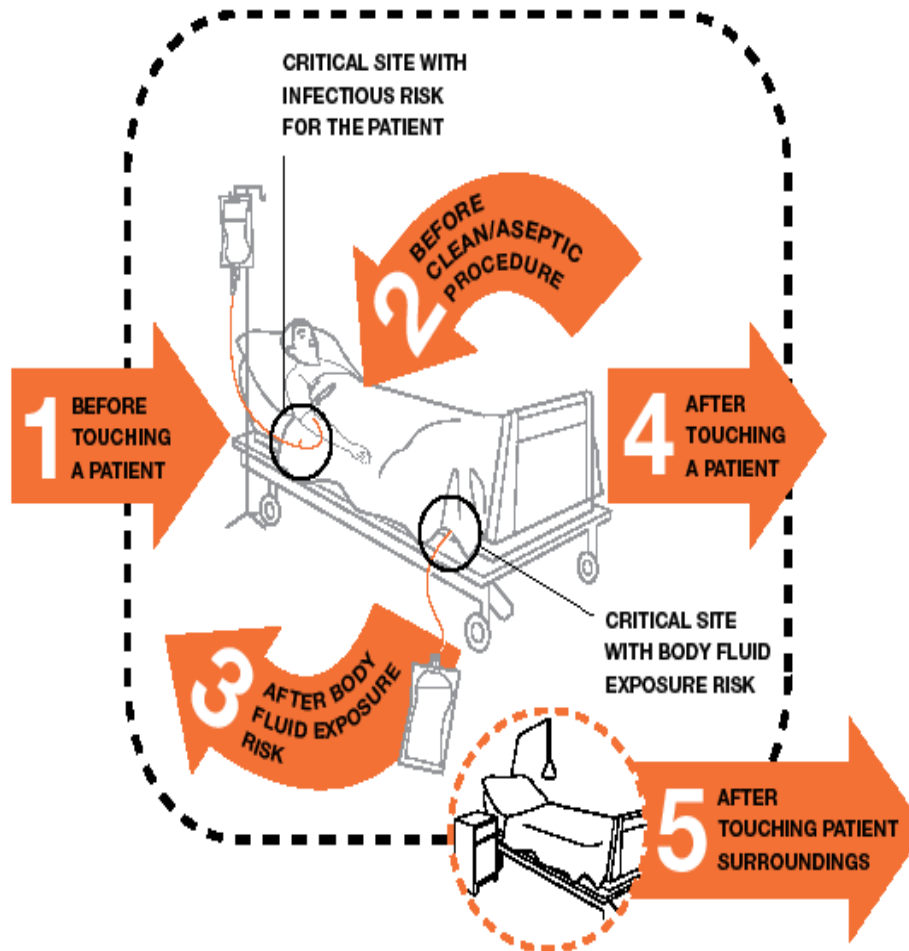 CRITICAL SITE WITH
INFECTIOUS RISK
FOR THE PATIENT
2
BEFORE
CLEAN/ASEPTIC
PROCEDURE
1
BEFORE
TOUCHING
A PATIENT
4
AFTER
TOUCHING
A PATIENT
CRITICAL SITE
WITH BODY FLUID
EXPOSURE RISK
3
AFTER BODY
FLUID EXPOSURE
RISK
5
AFTER
TOUCHING PATIENT
SURROUNDINGS